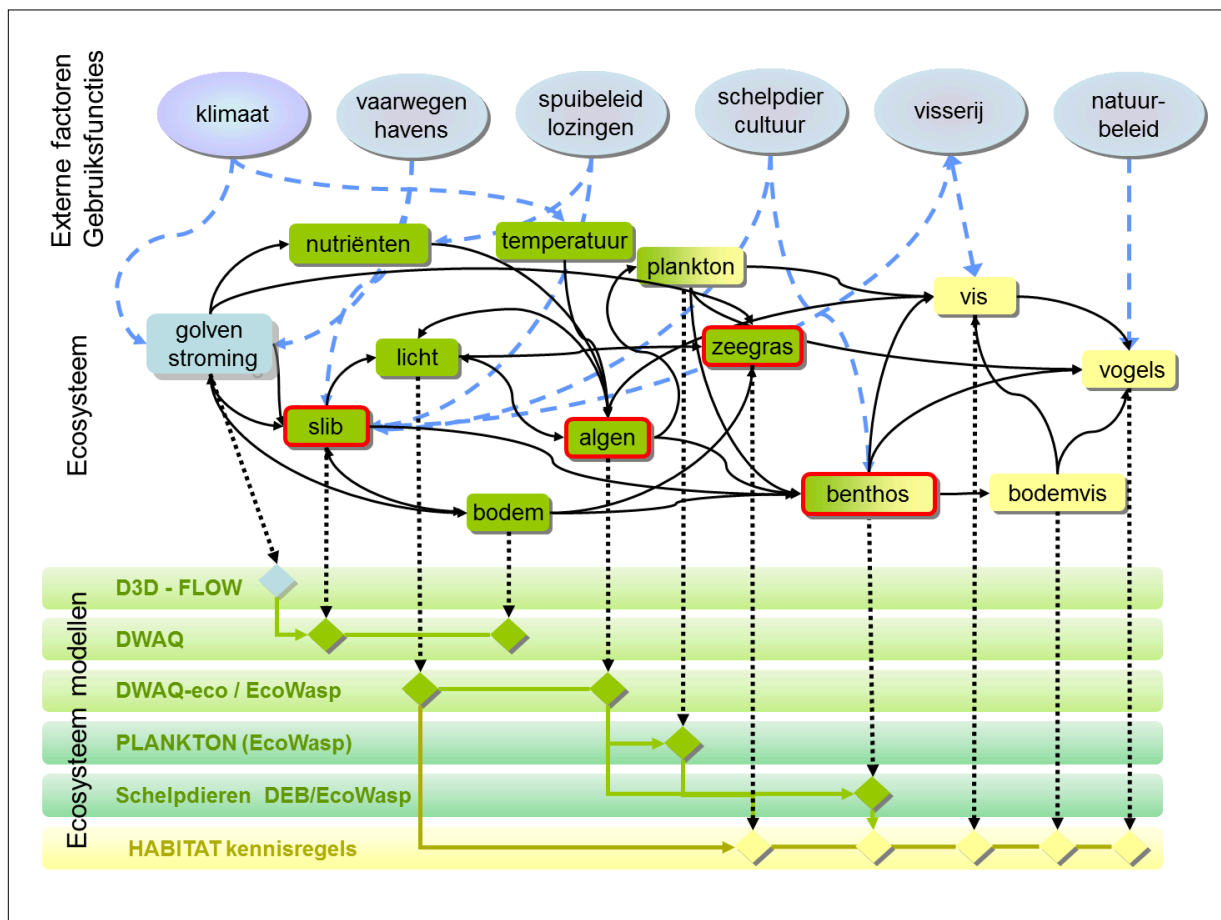 Externe factoren
Gebruiksfuncties
klimaat
vaarwegen
havens
spuibeleid
lozingen
schelpdier
cultuur
visserij
natuur-
beleid
Ecosysteem
nutriënten
temperatuur
plankton
vis
golven
stroming
licht
zeegras
vogels
slib
algen
benthos
bodemvis
bodem
Ecosysteem modellen
D3D - FLOW
DWAQ
DWAQ-eco / EcoWasp
PLANKTON (EcoWasp)
Schelpdieren DEB/EcoWasp
HABITAT kennisregels